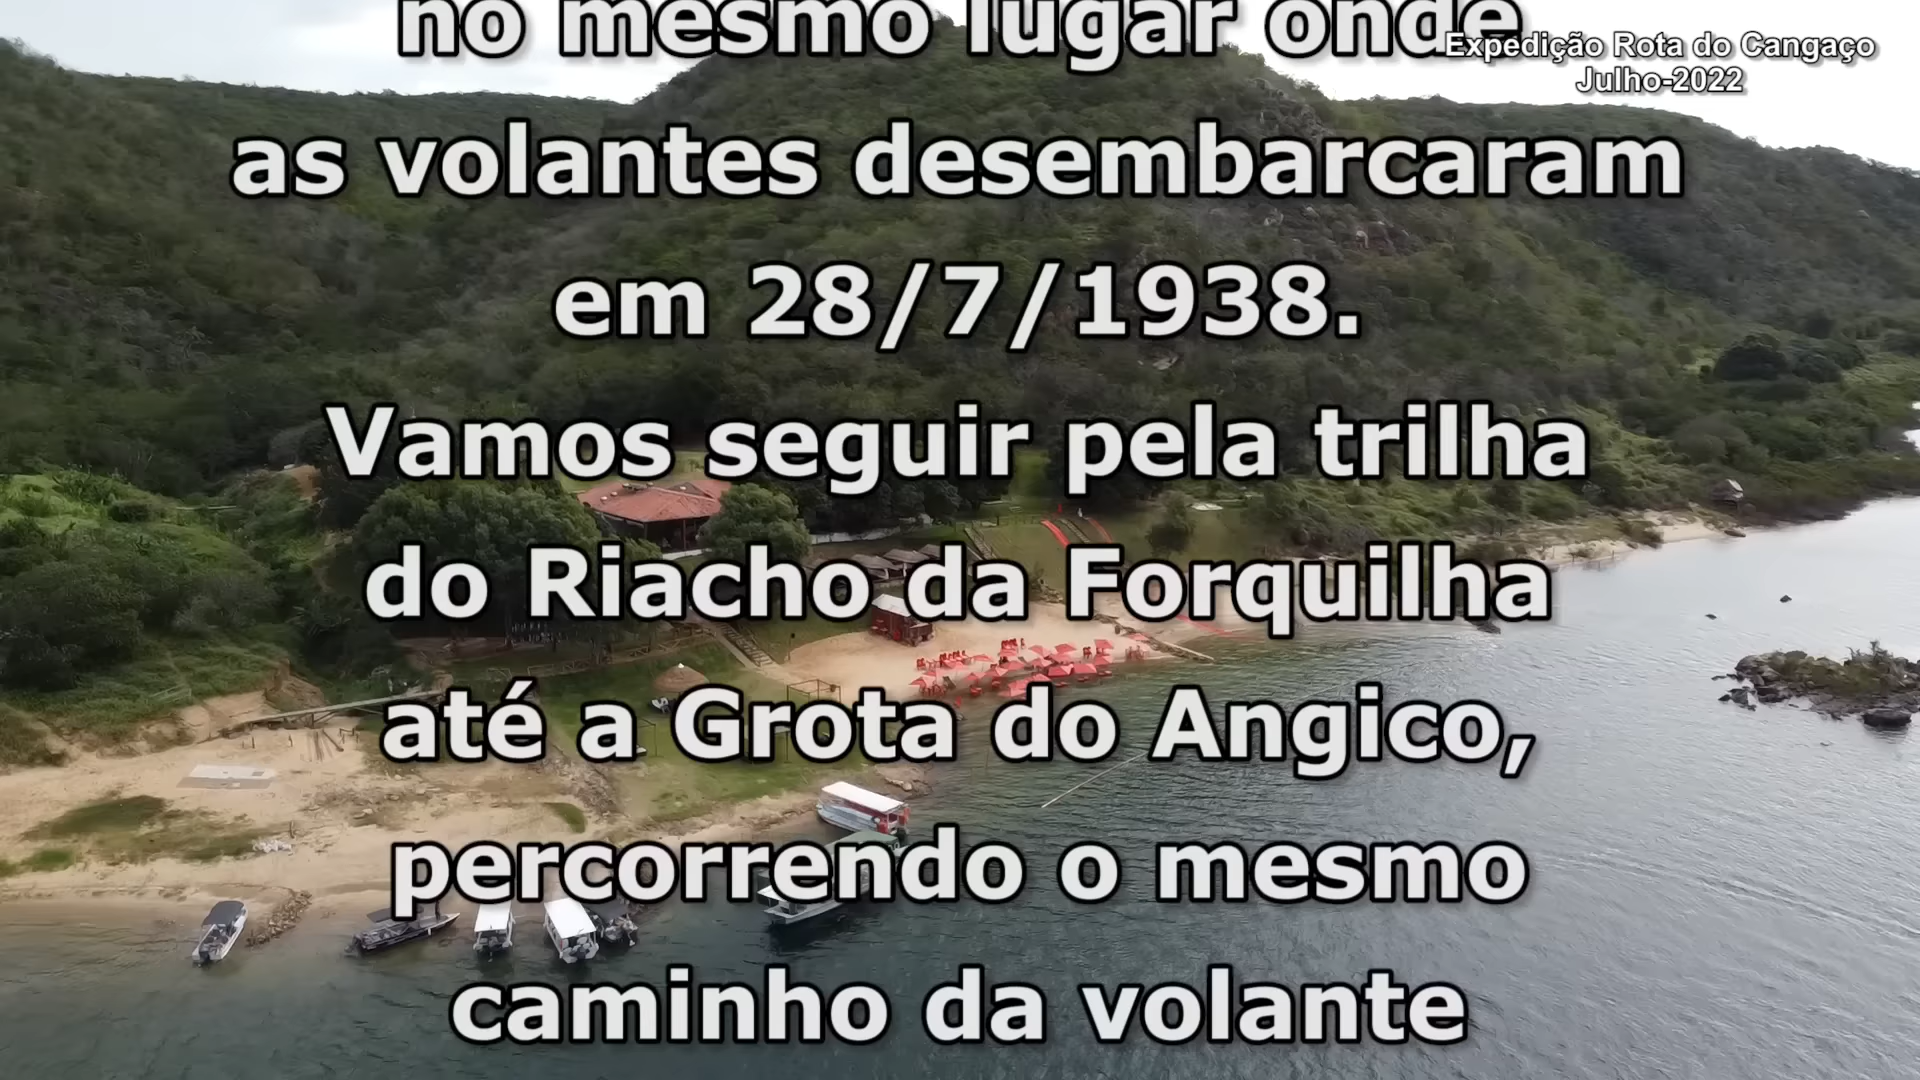 no mesmo lugar onde
Expedição Rota do Cangaço
Julho-2022
as volantes desembarcaram
em 28/7/1938.
Vamos seguir pela trilha
do Riacho da Forquilha
até a Grota do Angico,
percorrendo o mesmo
caminho da volante